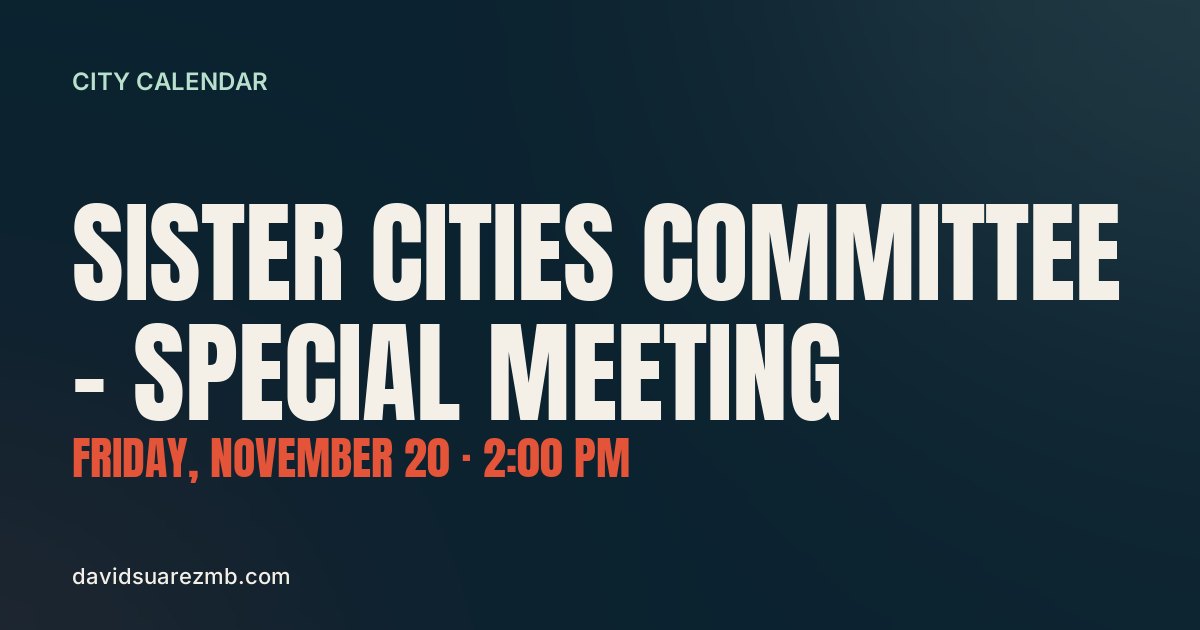 CITY CALENDAR
SISTER CITIES COMMITTEE
- SPECIAL MEETING
FRIDAY, NOVEMBER 20 · 2:00 PM
davidsuarezmb.com